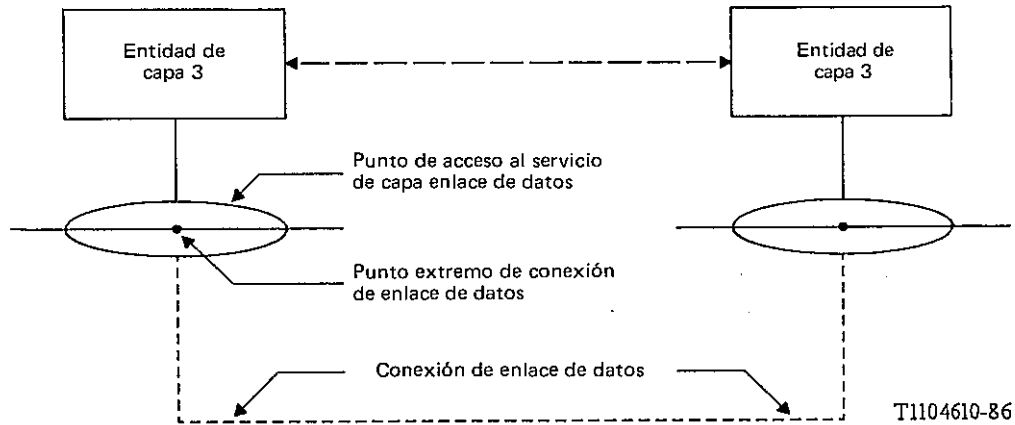 Entidad de
capa 3
Entidad de
capa 3
Punto de acceso al servicio
de capa enlace de datos
Punto extremo de conexión
de enlace de datos
Conexión de enlace de datos
T1104610-86